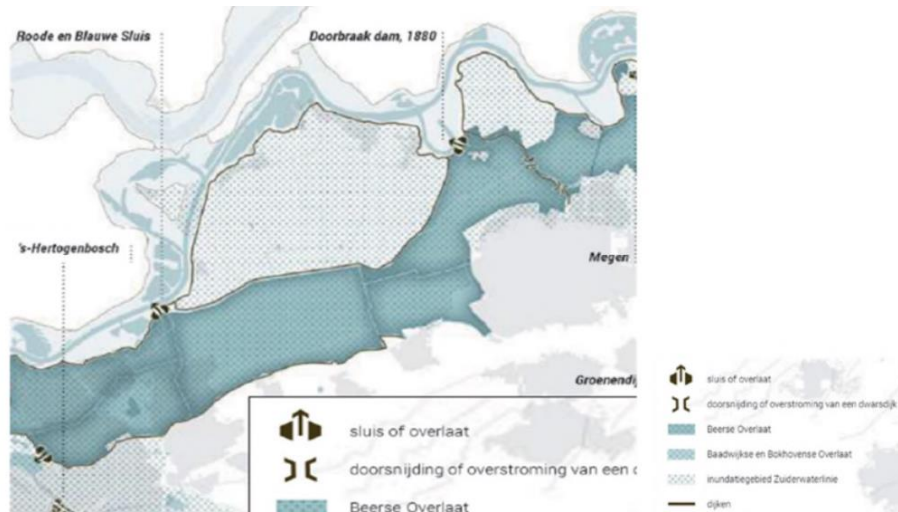 Roode en Blauwe Sluis
Doorbraak dam, 1880
's-Hertogenbosch
Megen
Groenendij
sluis of overlaat
doorsnijding of overstroming van een d
Beerse Overlaat
sluis of overlaat
doorsnijding of overstroming van een dwarsdijk
Beerse Overlaat
Baadwijkse en Bokhovense Overlaat
inundatiegebied Zuiderwaterlinie
dijken